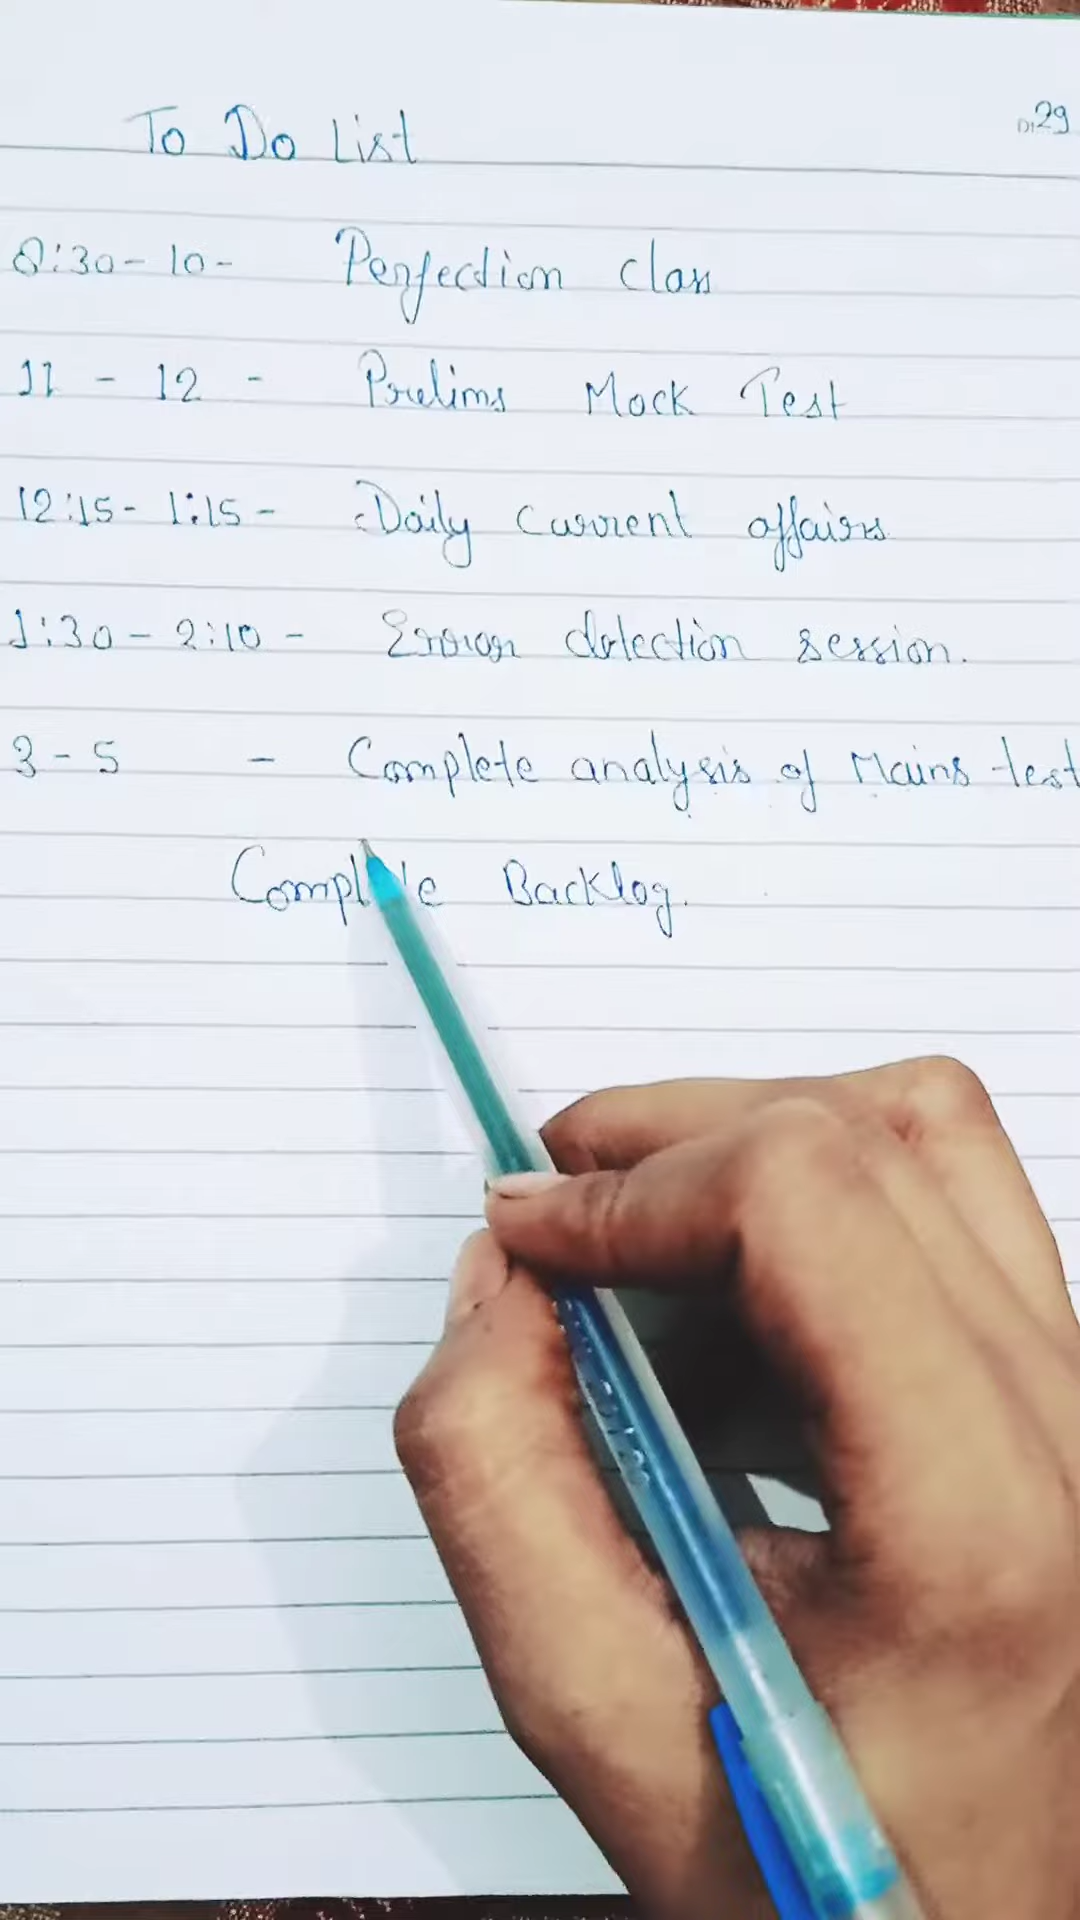 To Do List
29
8:30 - 10 - Perfection class
11 - 12 - Prelims Mock Test
12:15 - 1:15 - Daily current affairs
1:30 - 2:10 - Error detection session.
3 - 5 - Complete analysis of Mains test
Complete Backlog.